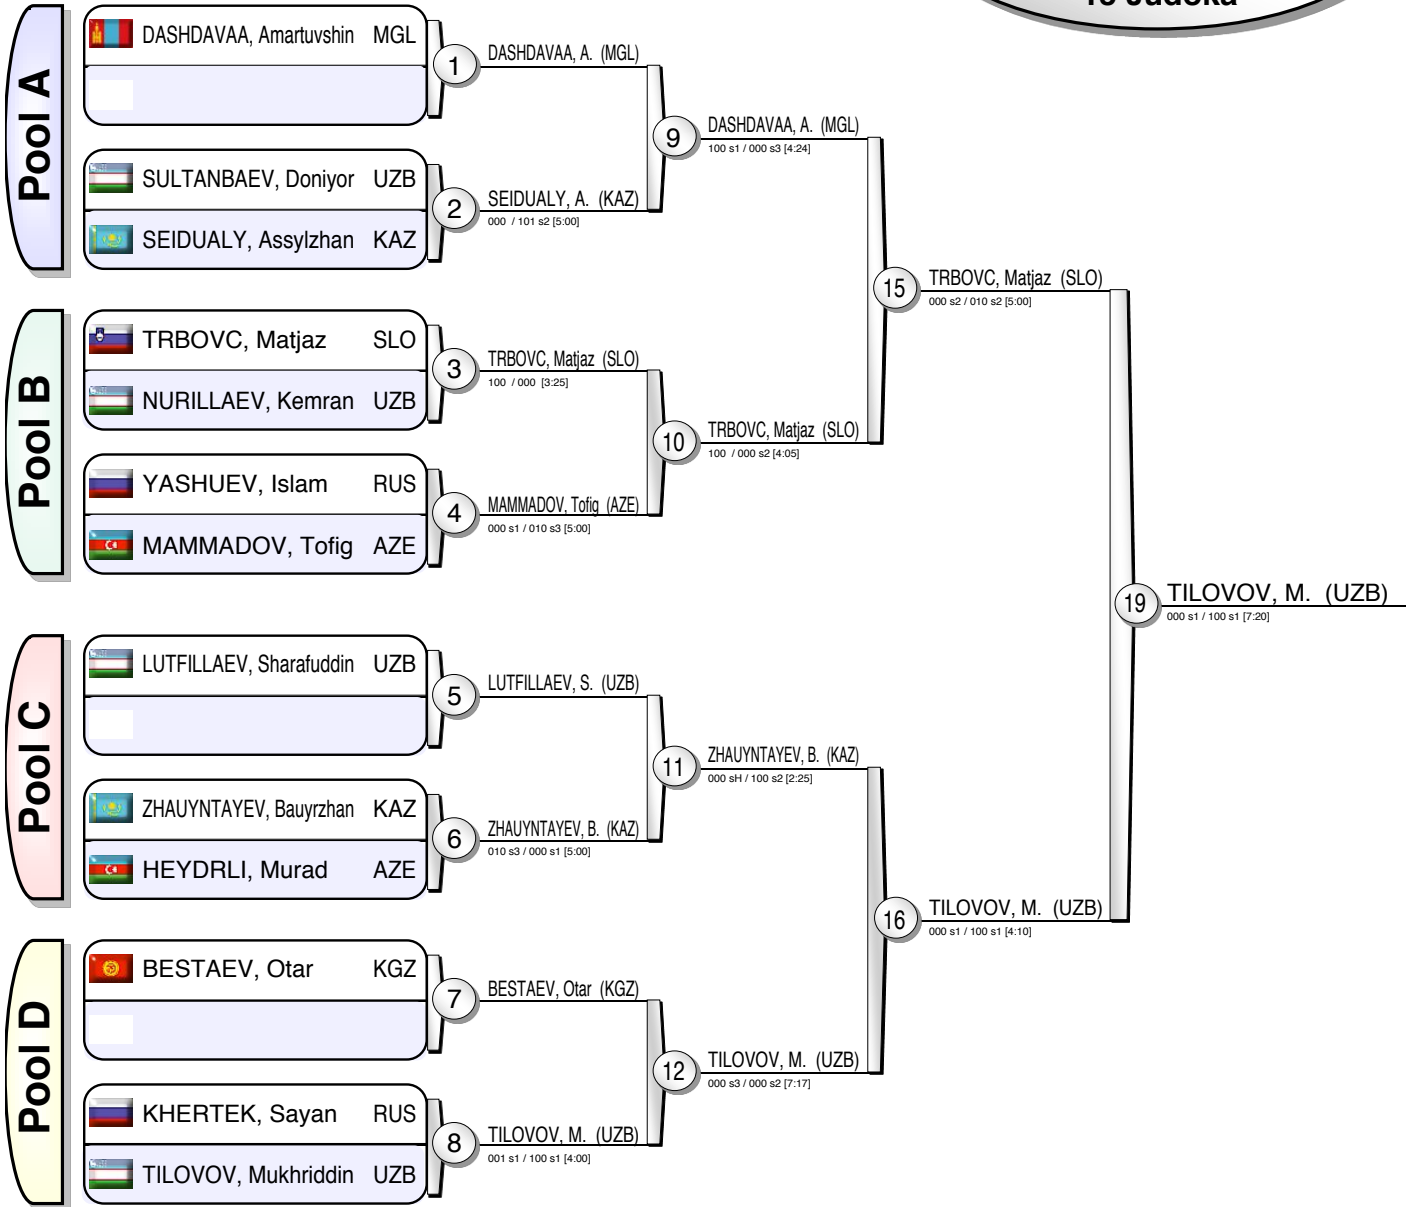 Pool A
DASHDAVAA, Amartuvshin MGL
SULTANBAEV, Doniyor UZB
SEIDUALY, Assylzhan KAZ
Pool B
TRBOVC, Matjaz SLO
NURILLAEV, Kemran UZB
YASHUEV, Islam RUS
MAMMADOV, Tofig AZE
Pool C
LUTFILLAEV, Sharafuddin UZB
ZHAUYNTAYEV, Bauyrzhan KAZ
HEYDRLI, Murad AZE
Pool D
BESTAEV, Otar KGZ
KHERTEK, Sayan RUS
TILOVOV, Mukhriddin UZB
1
DASHDAVAA, A. (MGL)
2
SEIDUALY, A. (KAZ)
000 / 101 s2 [5:00]
3
TRBOVC, Matjaz (SLO)
100 / 000 [3:25]
4
MAMMADOV, Tofig (AZE)
000 s1 / 010 s3 [5:00]
5
LUTFILLAEV, S. (UZB)
6
ZHAUYNTAYEV, B. (KAZ)
010 s3 / 000 s1 [5:00]
7
BESTAEV, Otar (KGZ)
8
TILOVOV, M. (UZB)
001 s1 / 100 s1 [4:00]
9
DASHDAVAA, A. (MGL)
100 s1 / 000 s3 [4:24]
10
TRBOVC, Matjaz (SLO)
100 / 000 s2 [4:05]
11
ZHAUYNTAYEV, B. (KAZ)
000 sH / 100 s2 [2:25]
12
TILOVOV, M. (UZB)
000 s3 / 000 s2 [7:17]
15
TRBOVC, Matjaz (SLO)
000 s2 / 010 s2 [5:00]
16
TILOVOV, M. (UZB)
000 s1 / 100 s1 [4:10]
19
TILOVOV, M. (UZB)
000 s1 / 100 s1 [7:20]